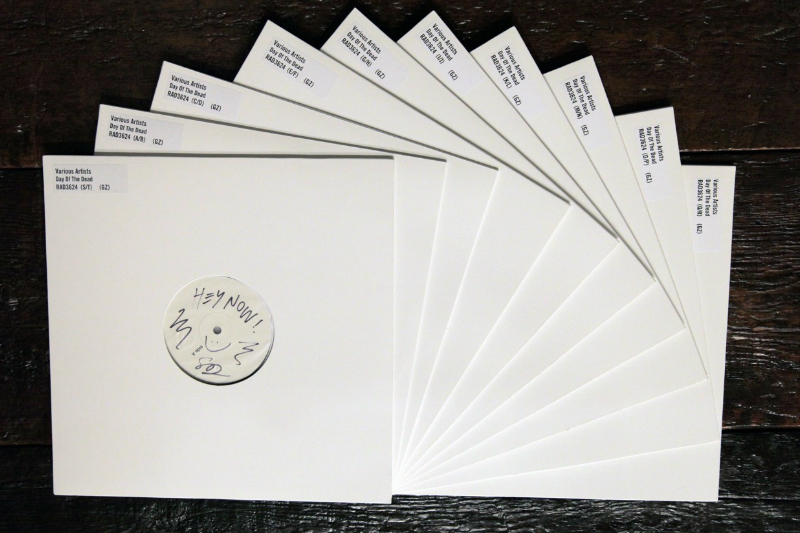 Various Artists
Day Of The Dead
RAD3624 (A/B) (GZ)
Various Artists
Day Of The Dead
RAD3624 (C/D) (GZ)
Various Artists
Day Of The Dead
RAD3624 (E/F) (GZ)
Various Artists
Day Of The Dead
RAD3624 (G/H) (GZ)
Various Artists
Day Of The Dead
RAD3624 (I/J) (GZ)
Various Artists
Day Of The Dead
RAD3624 (K/L) (GZ)
Various Artists
Day Of The Dead
RAD3624 (M/N) (GZ)
Various Artists
Day Of The Dead
RAD3624 (O/P) (GZ)
Various Artists
Day Of The Dead
RAD3624 (Q/R) (GZ)
Various Artists
Day Of The Dead
RAD3624 (S/T) (GZ)
HEY NOW!